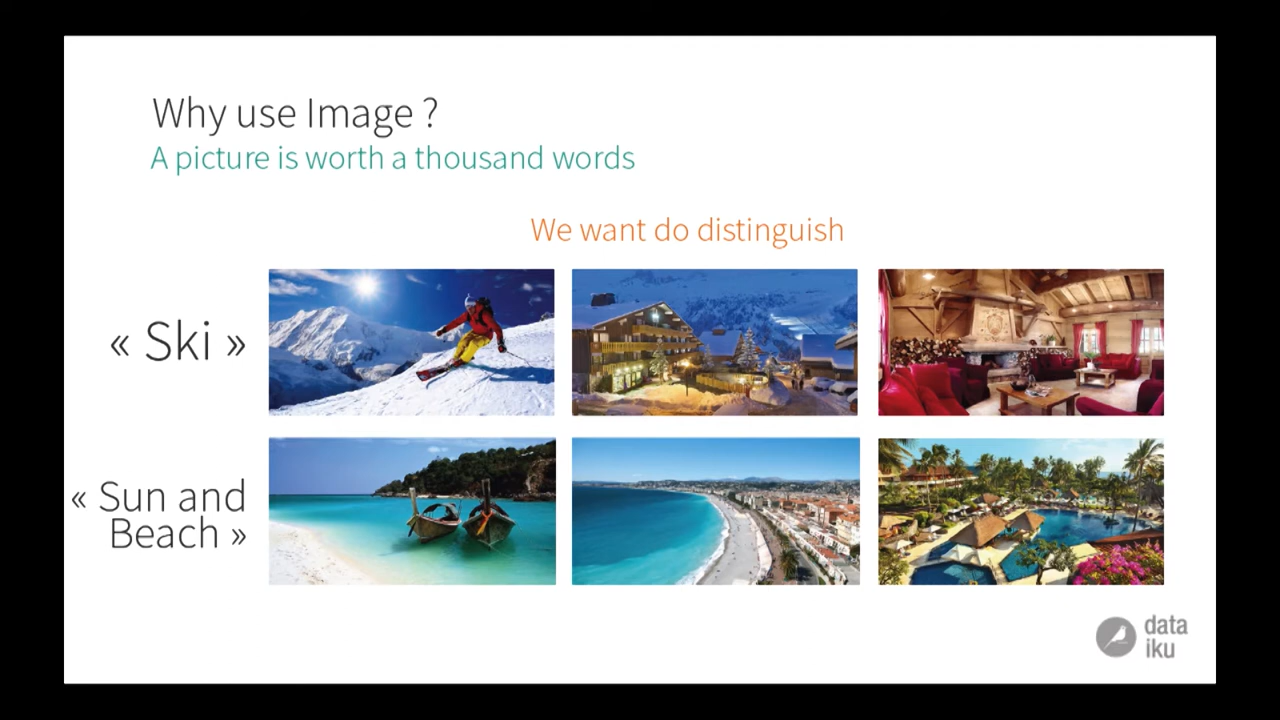 Why use Image ?
A picture is worth a thousand words
We want do distinguish
« Ski »
« Sun and
Beach »
data
iku